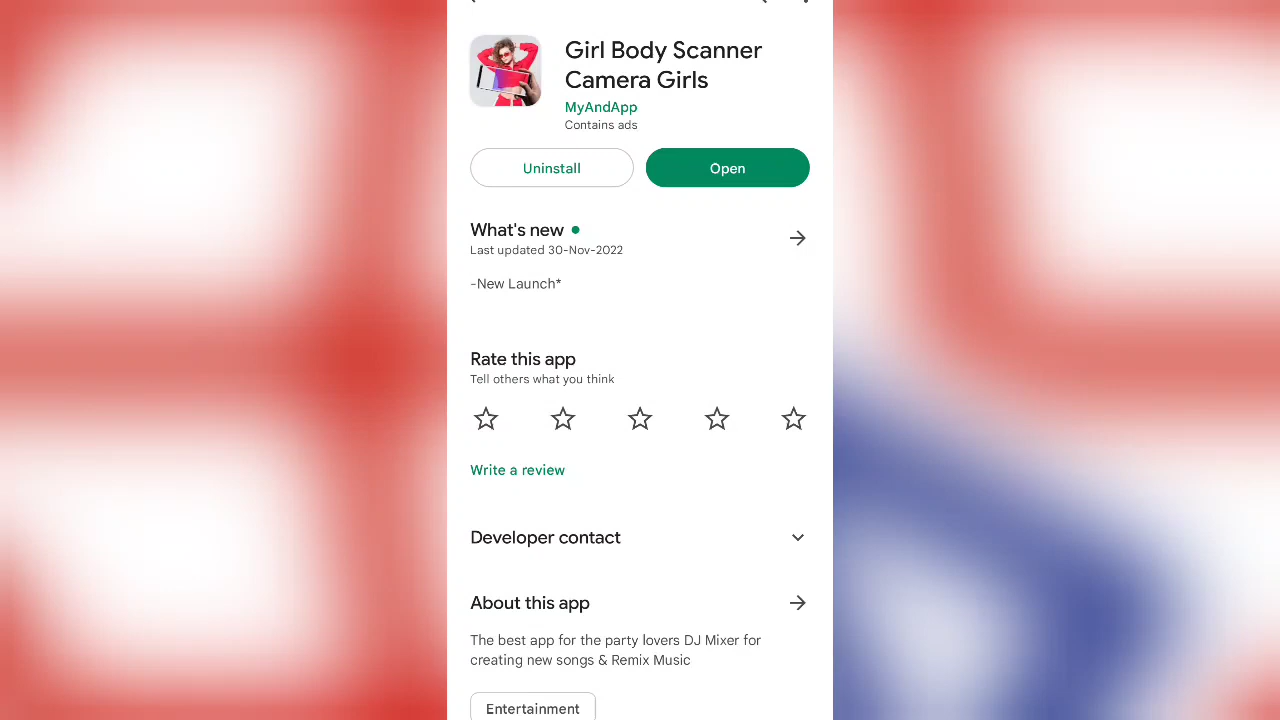 Girl Body Scanner
Camera Girls
MyAndApp
Contains ads
Uninstall
Open
What's new
Last updated 30-Nov-2022
-New Launch*
Rate this app
Tell others what you think
Write a review
Developer contact
About this app
The best app for the party lovers DJ Mixer for
creating new songs & Remix Music
Entertainment